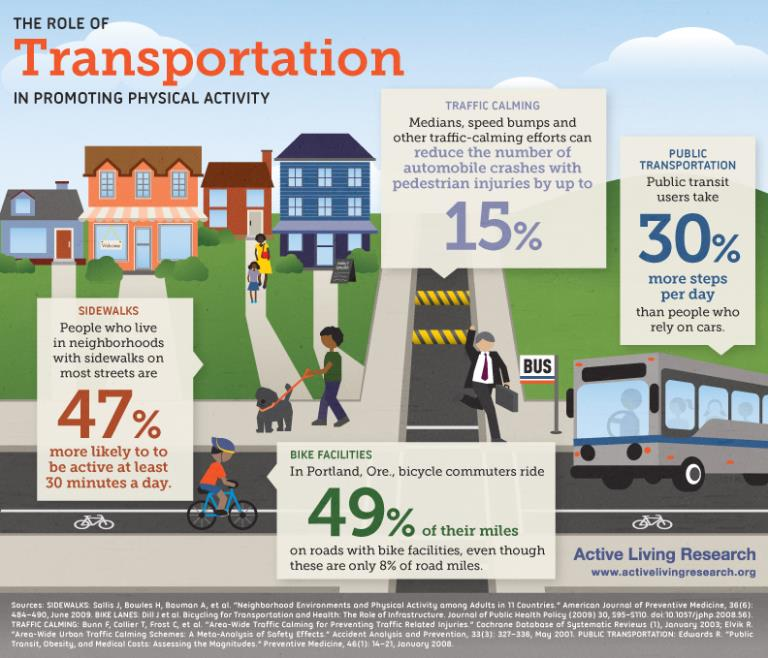 THE ROLE OF
Transportation
IN PROMOTING PHYSICAL ACTIVITY
TRAFFIC CALMING
Medians, speed bumps and
other traffic-calming efforts can
reduce the number of
automobile crashes with
pedestrian injuries by up to
15%
PUBLIC
TRANSPORTATION
Public transit
users take
30%
more steps
per day
than people who
rely on cars.
Welcome
SIDEWALKS
People who live
in neighborhoods
with sidewalks on
most streets are
47%
more likely to to
be active at least
30 minutes a day.
BUS
BIKE FACILITIES
In Portland, Ore., bicycle commuters ride
49% of their miles
on roads with bike facilities, even though
these are only 8% of road miles.
Active Living Research
www.activelivingresearch.org
Sources: SIDEWALKS: Sallis J, Bowles H, Bauman A, et al. "Neighborhood Environments and Physical Activity among Adults in 11 Countries." American Journal of Preventive Medicine, 36(6):
484–490, June 2009. BIKE LANES: Dill J et al. Bicycling for Transportation and Health: The Role of Infrastructure. Journal of Public Health Policy (2009) 30, S95–S110. doi:10.1057/jphp.2008.56).
TRAFFIC CALMING: Bunn F, Collier T, Frost C, et al. "Area-Wide Traffic Calming for Preventing Traffic Related Injuries." Cochrane Database of Systematic Reviews (1), January 2003; Elvik R.
"Area-Wide Urban Traffic Calming Schemes: A Meta-Analysis of Safety Effects." Accident Analysis and Prevention, 33(3): 327–336, May 2001. PUBLIC TRANSPORTATION: Edwards R. "Public
Transit, Obesity, and Medical Costs: Assessing the Magnitudes." Preventive Medicine, 46(1): 14–21, January 2008.